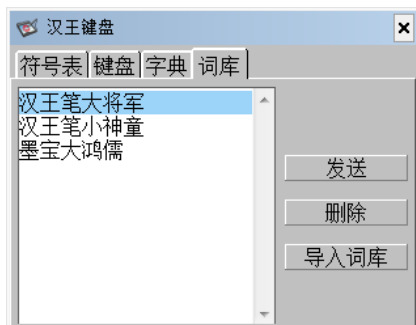 汉王键盘
符号表 键盘 字典 词库
汉王笔大将军
汉王笔小神童
墨宝大鸿儒
发送
删除
导入词库